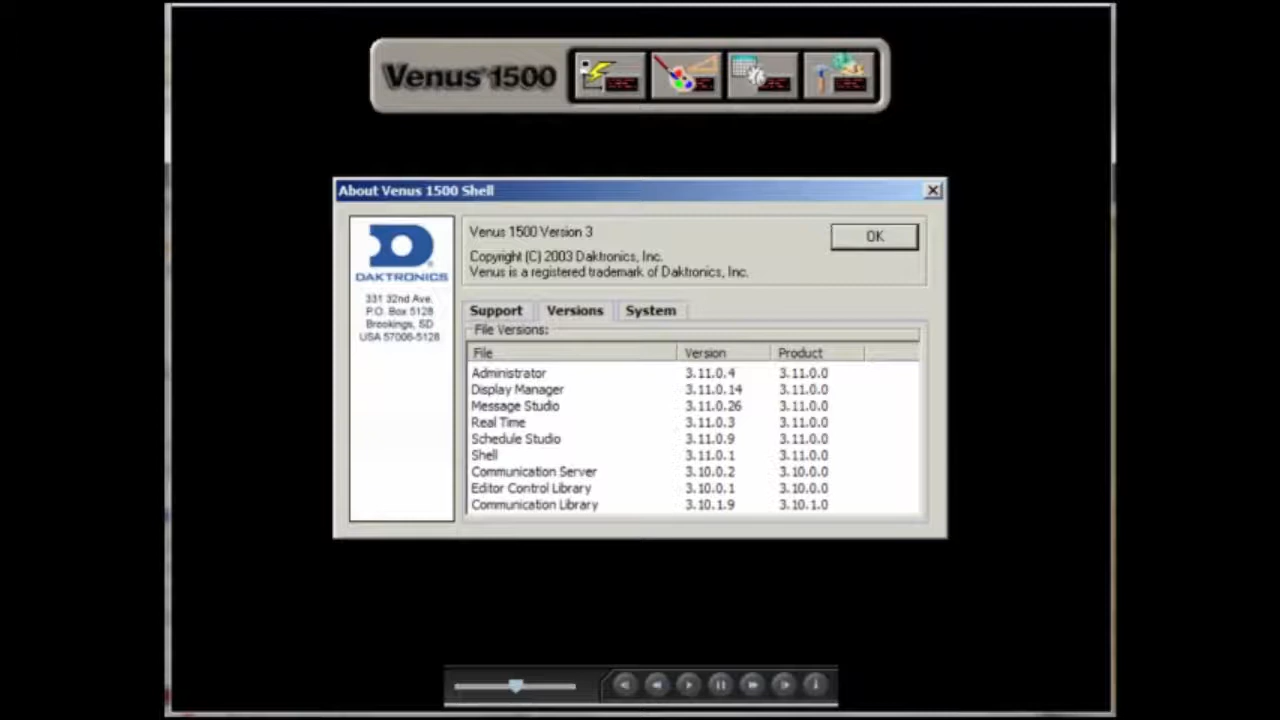 Venus 1500
About Venus 1500 Shell
DAKTRONICS
331 32nd Ave.
P.O. Box 5128
Brookings, SD
USA 57006-5128
Venus 1500 Version 3
Copyright (C) 2003 Daktronics, Inc.
Venus is a registered trademark of Daktronics, Inc.
OK
Support Versions System
File Versions:
File Version Product
Administrator 3.11.0.4 3.11.0.0
Display Manager 3.11.0.14 3.11.0.0
Message Studio 3.11.0.26 3.11.0.0
Real Time 3.11.0.3 3.11.0.0
Schedule Studio 3.11.0.9 3.11.0.0
Shell 3.11.0.1 3.11.0.0
Communication Server 3.10.0.2 3.10.0.0
Editor Control Library 3.10.0.1 3.10.0.0
Communication Library 3.10.1.9 3.10.1.0